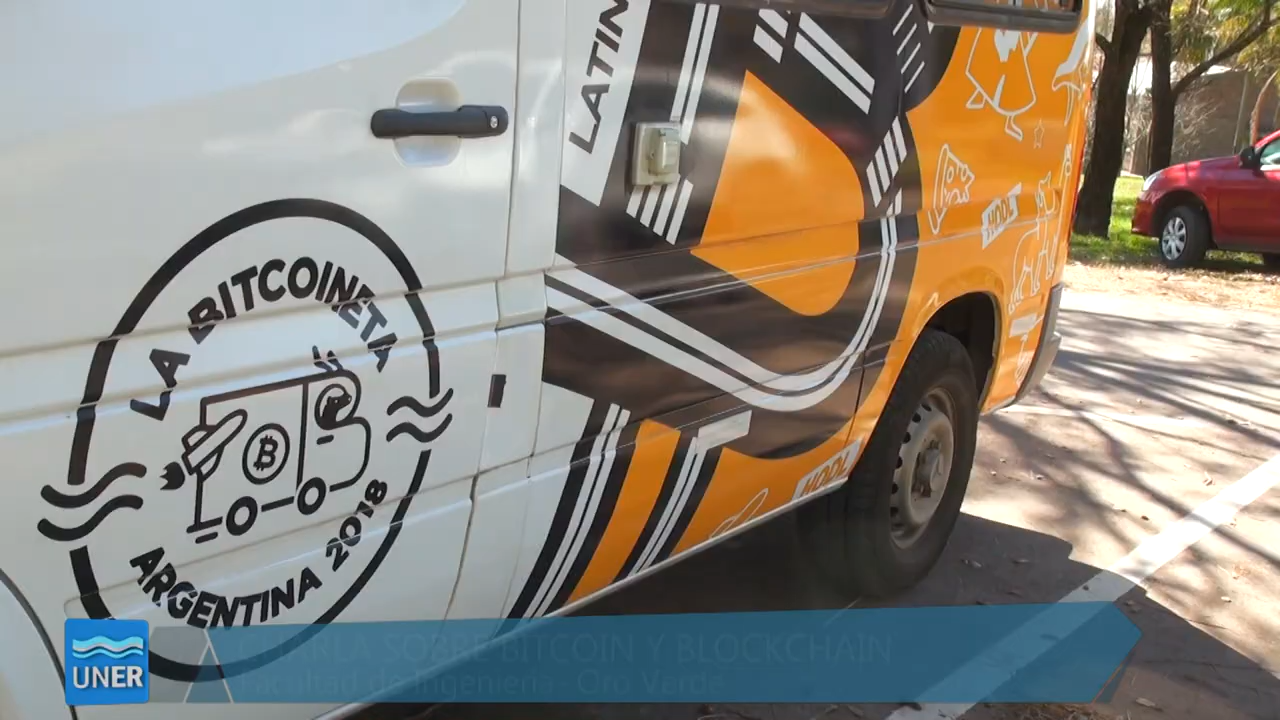 LATIN
LA BITCOINETA
ARGENTINA 2018
HODL
HODL
UNER
CHARLA SOBRE BITCOIN Y BLOCKCHAIN
Facultad de Ingeniería, Oro Verde